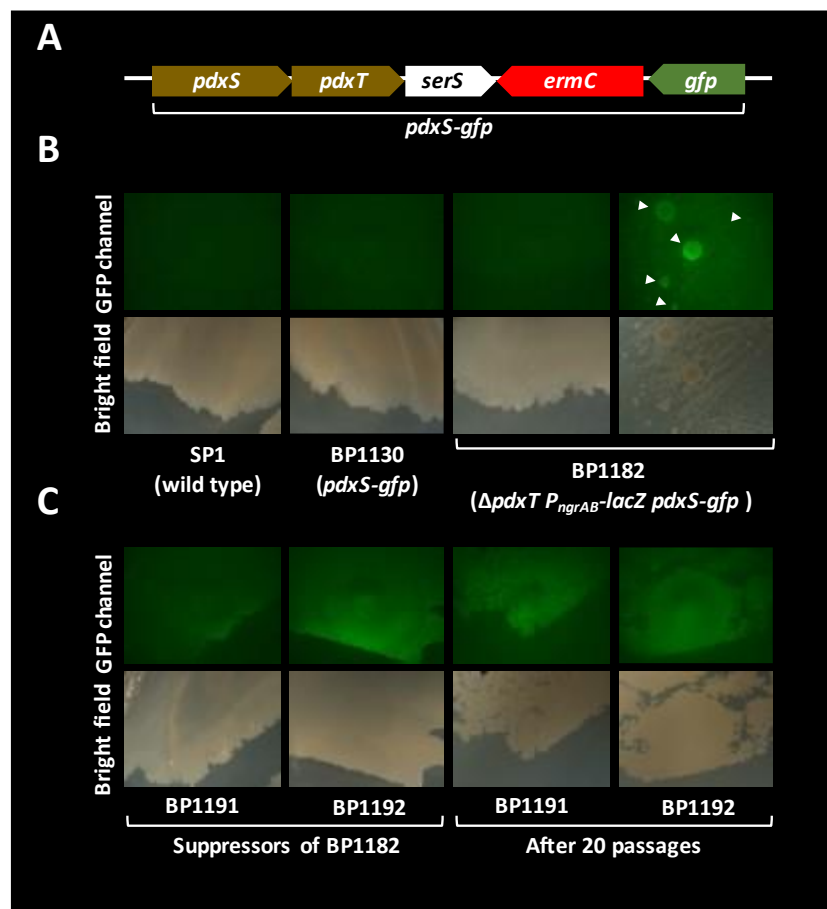 A
pdxS pdxT serS ermC gfp
pdxS-gfp
B
GFP channel
Bright field
SP1 (wild type)
BP1130 (pdxS-gfp)
BP1182
(ΔpdxT PngrAB-lacZ pdxS-gfp )
C
GFP channel
Bright field
BP1191 BP1192 BP1191 BP1192
Suppressors of BP1182 After 20 passages